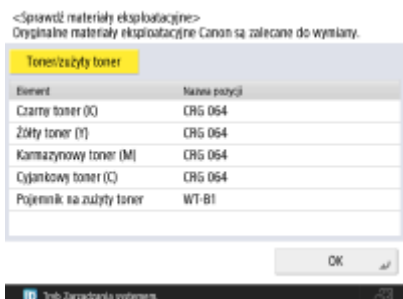 <Sprawdź materiały eksploatacyjne>
Oryginalne materiały eksploatacyjne Canon są zalecane do wymiany.
Toner/zużyty toner
Element Nazwa pozycji
Czarny toner (K) CRG 064
Żółty toner (Y) CRG 064
Karmazynowy toner (M) CRG 064
Cyjankowy toner (C) CRG 064
Pojemnik na zużyty toner WT-B1
OK
Tryb Zarządzania systemem.